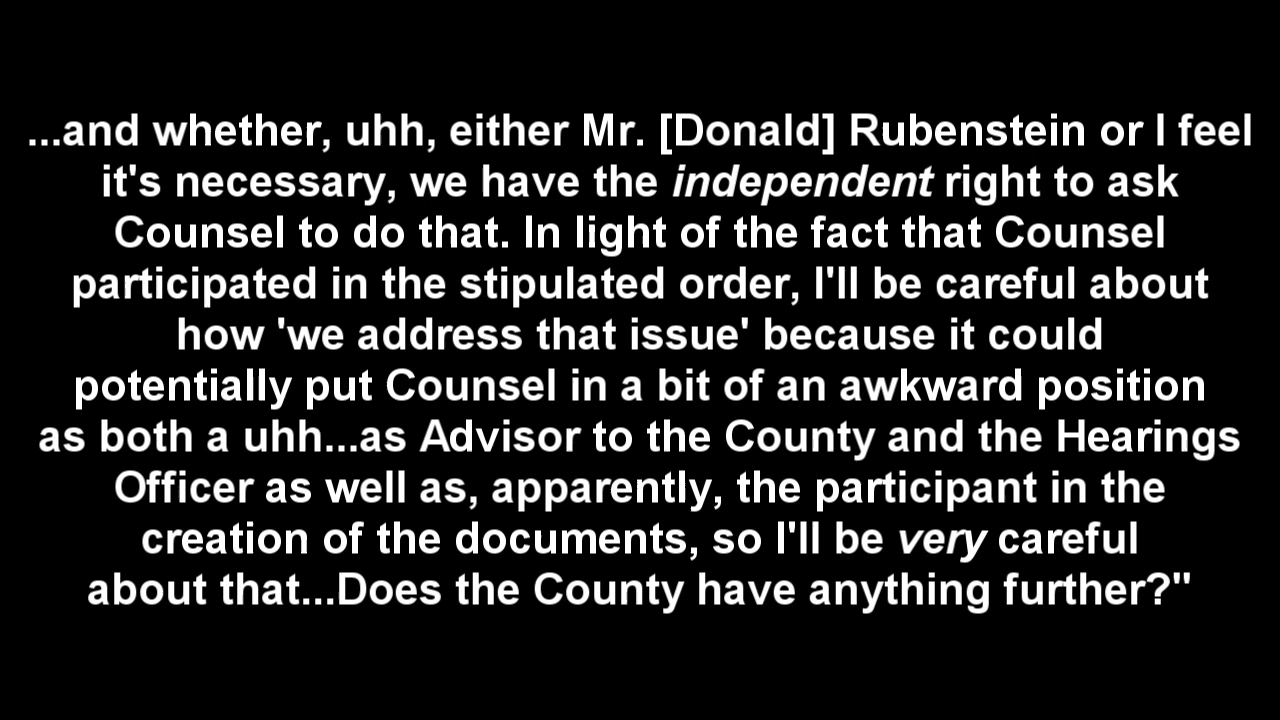 ...and whether, uhh, either Mr. [Donald] Rubenstein or I feel
it's necessary, we have the independent right to ask
Counsel to do that. In light of the fact that Counsel
participated in the stipulated order, I'll be careful about
how 'we address that issue' because it could
potentially put Counsel in a bit of an awkward position
as both a uhh...as Advisor to the County and the Hearings
Officer as well as, apparently, the participant in the
creation of the documents, so I'll be very careful
about that...Does the County have anything further?"